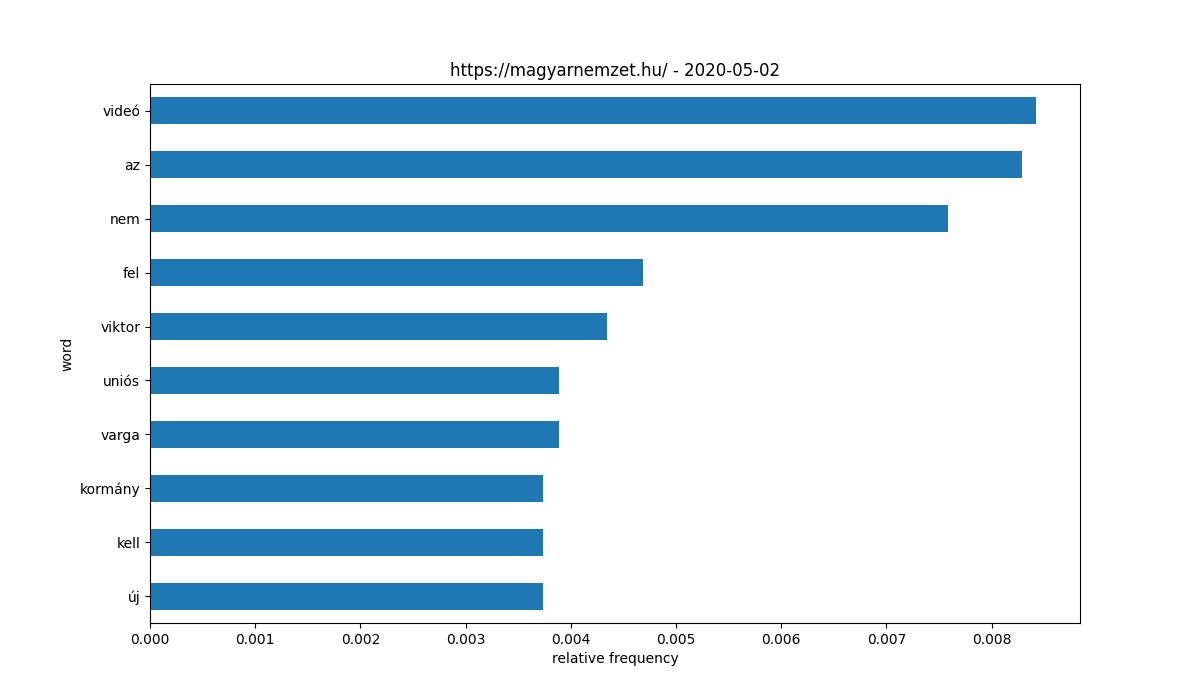 https://magyarnemzet.hu/ - 2020-05-02
videó
az
nem
fel
viktor
uniós
varga
kormány
kell
új
word
0.000 0.001 0.002 0.003 0.004 0.005 0.006 0.007 0.008
relative frequency